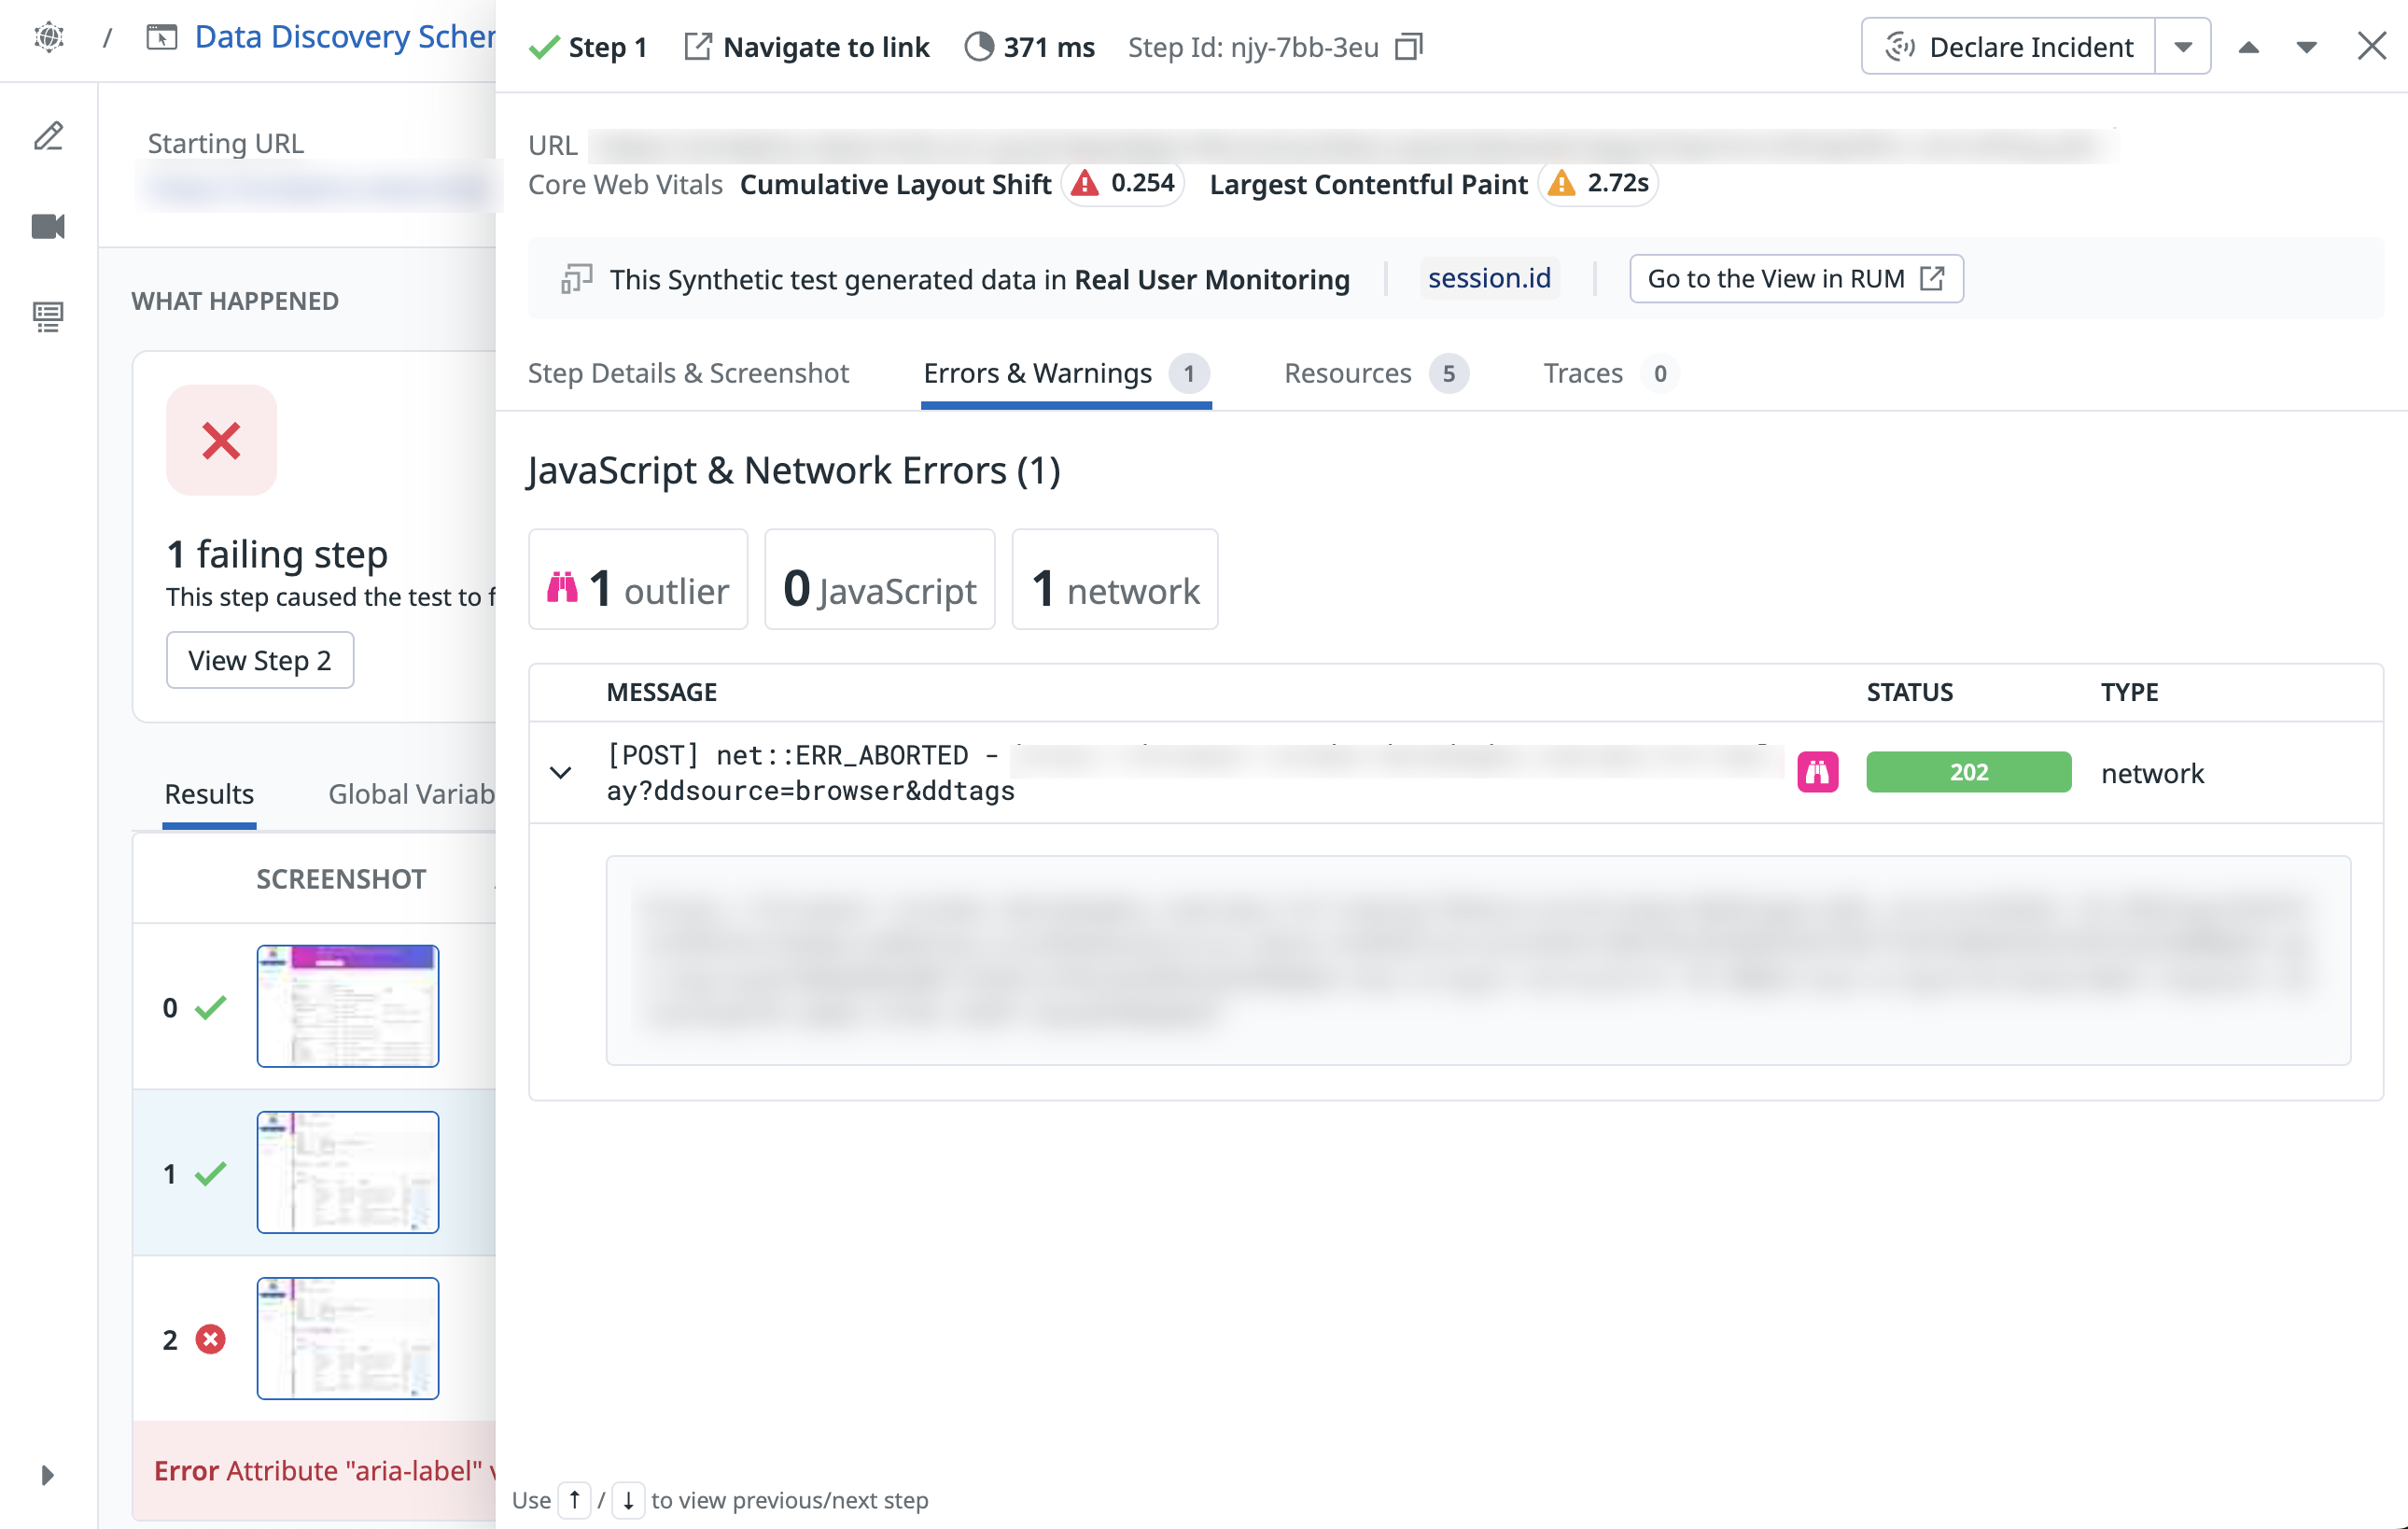 / Data Discovery Scher
Starting URL
WHAT HAPPENED
1 failing step
This step caused the test to f
View Step 2
Results Global Variab
SCREENSHOT
0
1
2
Error Attribute "aria-label" v
Step 1 Navigate to link 371 ms Step Id: njy-7bb-3eu Declare Incident
URL
Core Web Vitals Cumulative Layout Shift 0.254 Largest Contentful Paint 2.72s
This Synthetic test generated data in Real User Monitoring session.id Go to the View in RUM
Step Details & Screenshot Errors & Warnings 1 Resources 5 Traces 0
JavaScript & Network Errors (1)
1 outlier 0 JavaScript 1 network
MESSAGE STATUS TYPE
[POST] net::ERR_ABORTED -
ay?ddsource=browser&ddtags
202 network
Use ↑ / ↓ to view previous/next step